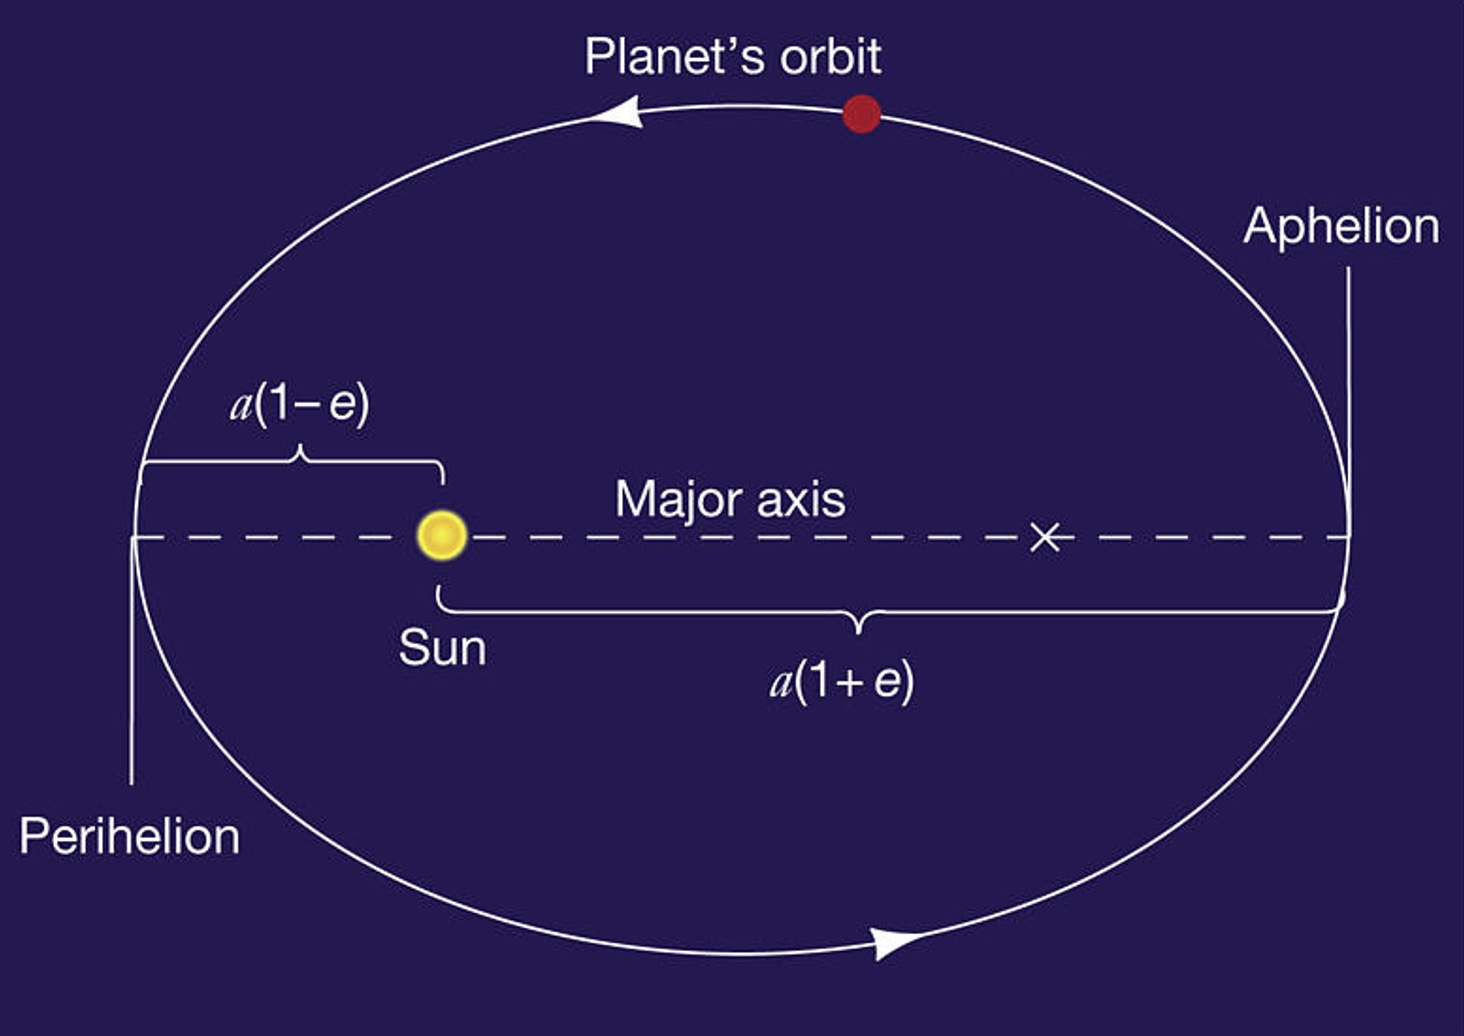 Planet’s orbit
Aphelion
a(1– e)
Major axis
Sun
a(1+ e)
Perihelion